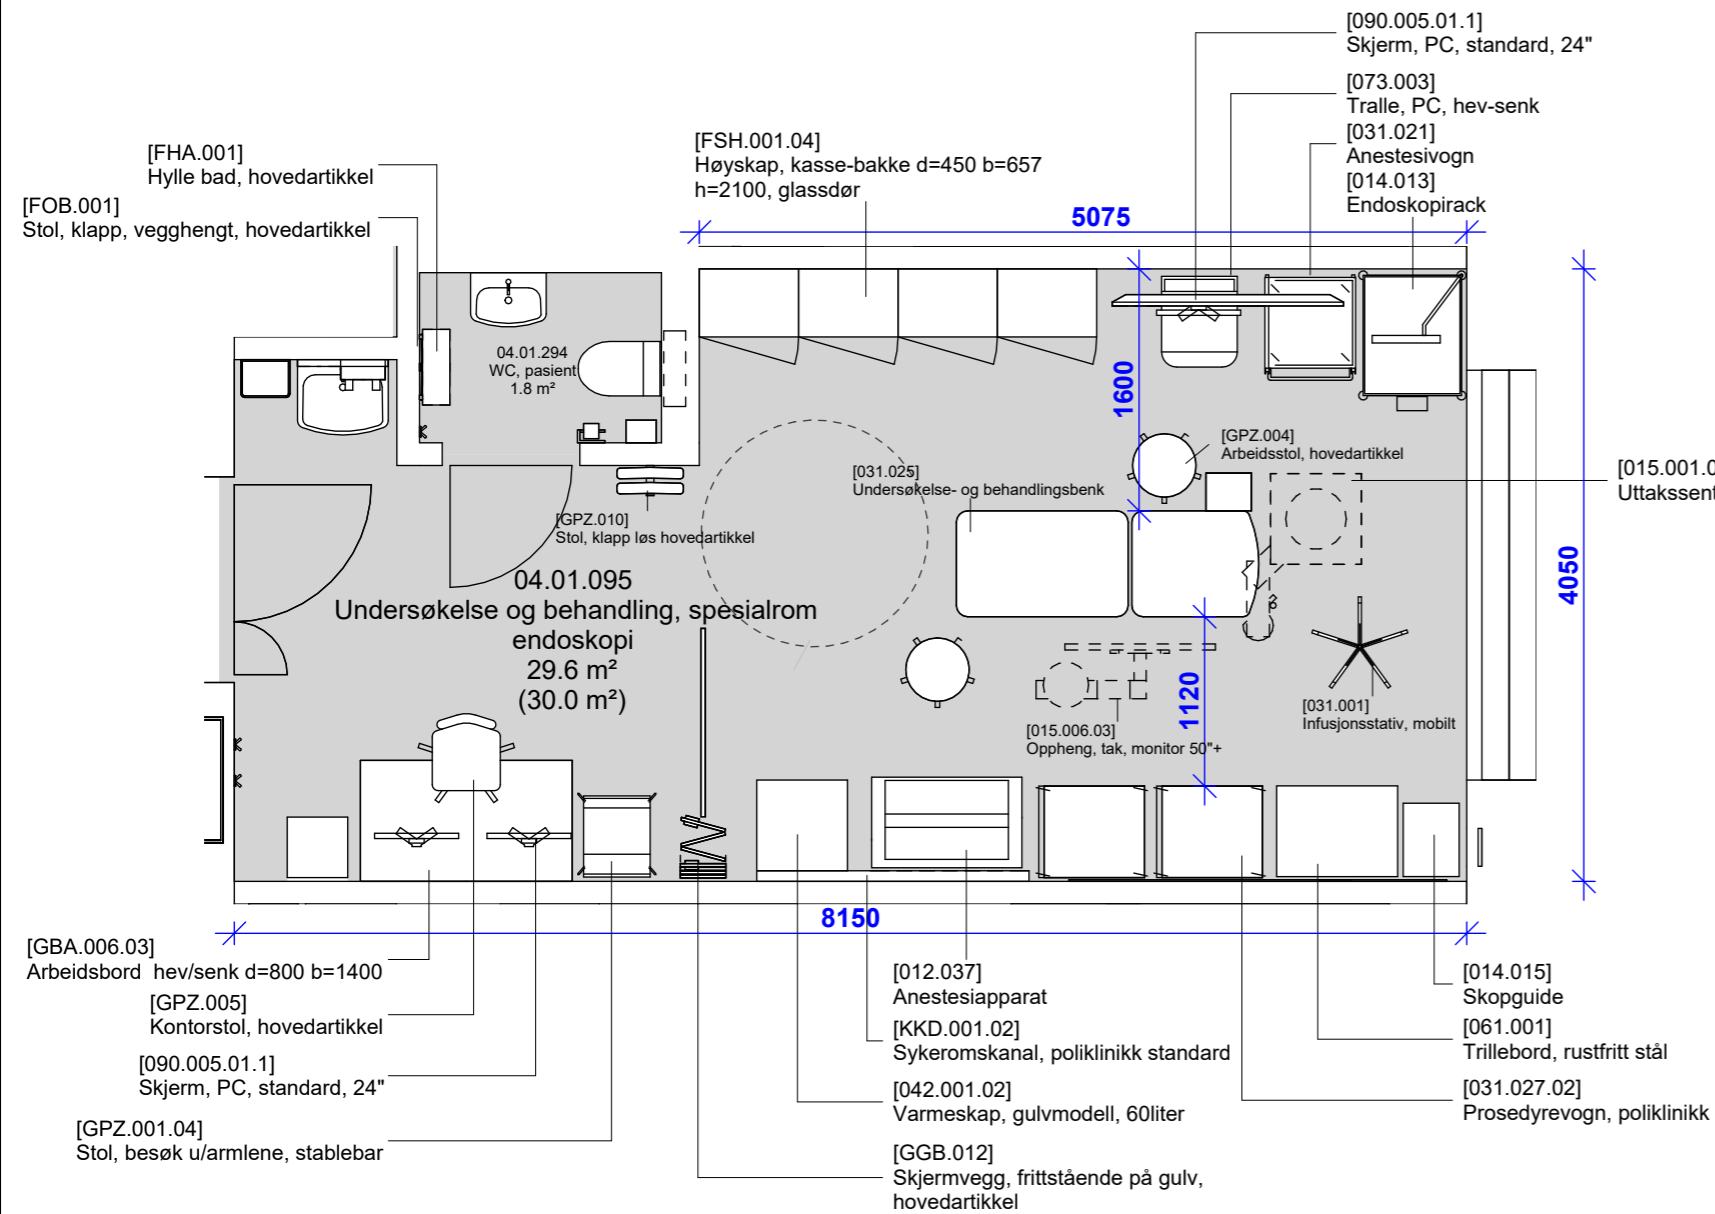 [090.005.01.1]
Skjerm, PC, standard, 24"
[073.003]
Tralle, PC, hev-senk
[031.021]
Anestesivogn
[014.013]
Endoskopirack
[FHA.001]
Hylle bad, hovedartikkel
[FOB.001]
Stol, klapp, vegghengt, hovedartikkel
[FSH.001.04]
Høyskap, kasse-bakke d=450 b=657
h=2100, glassdør
5075
04.01.294
WC, pasient
1.8 m²
1600
[GPZ.004]
Arbeidsstol, hovedartikkel
[031.025]
Undersøkelse- og behandlingsbenk
[015.001.0
Uttakssent
[GPZ.010]
Stol, klapp løs hovedartikkel
04.01.095
Undersøkelse og behandling, spesialrom
endoskopi
29.6 m²
(30.0 m²)
4050
1120
[031.001]
Infusjonsstativ, mobilt
[015.006.03]
Oppheng, tak, monitor 50"+
8150
[GBA.006.03]
Arbeidsbord  hev/senk d=800 b=1400
[GPZ.005]
Kontorstol, hovedartikkel
[090.005.01.1]
Skjerm, PC, standard, 24"
[GPZ.001.04]
Stol, besøk u/armlene, stablebar
[012.037]
Anestesiapparat
[KKD.001.02]
Sykeromskanal, poliklinikk standard
[042.001.02]
Varmeskap, gulvmodell, 60liter
[GGB.012]
Skjermvegg, frittstående på gulv,
hovedartikkel
[014.015]
Skopguide
[061.001]
Trillebord, rustfritt stål
[031.027.02]
Prosedyrevogn, poliklinikk